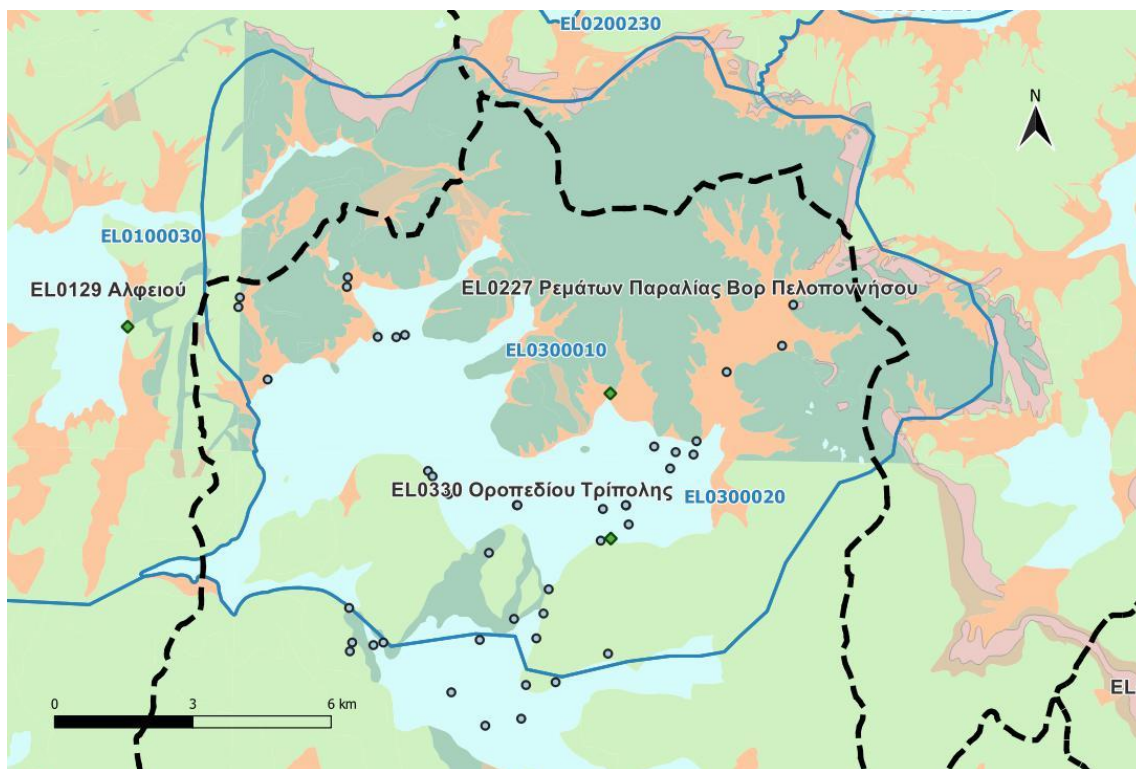 EL0200230
N
EL0100030
EL0129 Αλφειού
EL0227 Ρεμάτων Παραλίας Βορ Πελοποννήσου
EL0300010
EL0330 Οροπεδίου Τρίπολης
EL0300020
EL
0 3 6 km